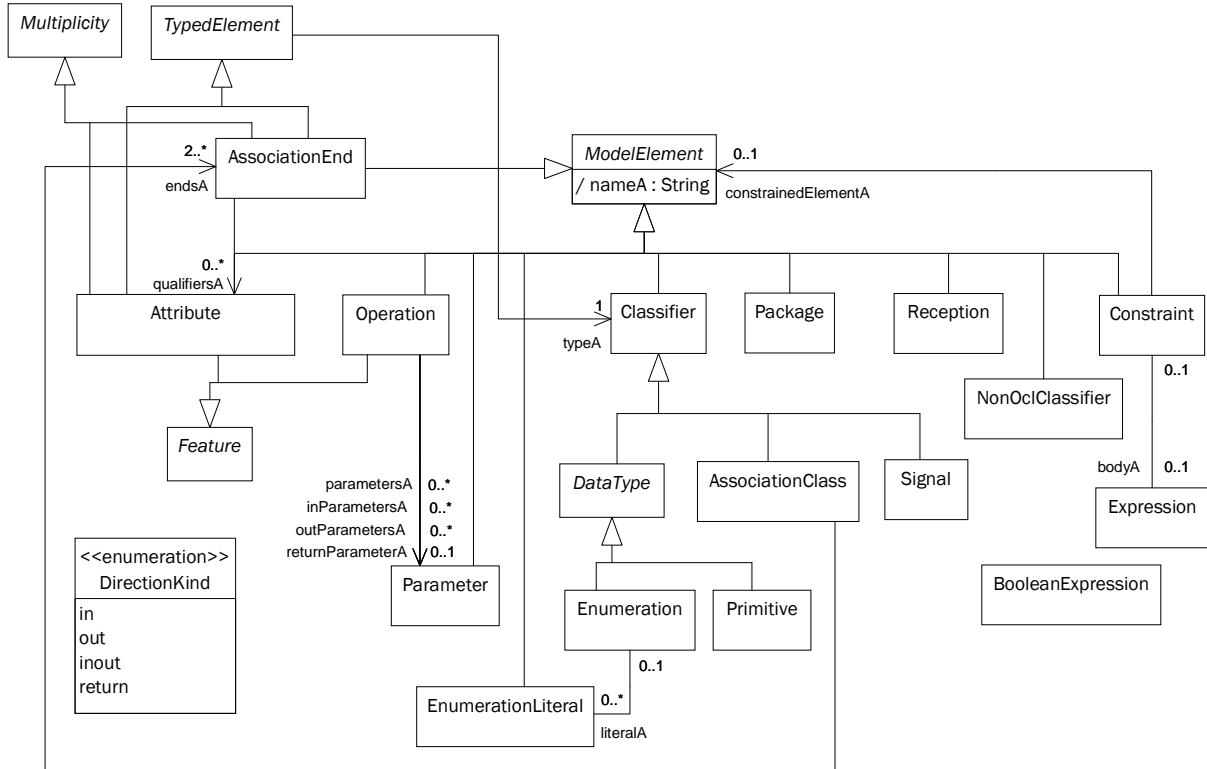 Multiplicity
TypedElement
2..*
AssociationEnd
endsA
ModelElement
/ nameA : String
0..1
constrainedElementA
0..*
qualifiersA
Attribute
Operation
1
typeA
Classifier
Package
Reception
Constraint
0..1
NonOclClassifier
Feature
DataType
AssociationClass
Signal
bodyA
0..1
Expression
parametersA
0..*
inParametersA
0..*
outParametersA
0..*
returnParameterA
0..1
Parameter
<<enumeration>>
DirectionKind
in
out
inout
return
Enumeration
Primitive
BooleanExpression
0..1
EnumerationLiteral
0..*
literalA